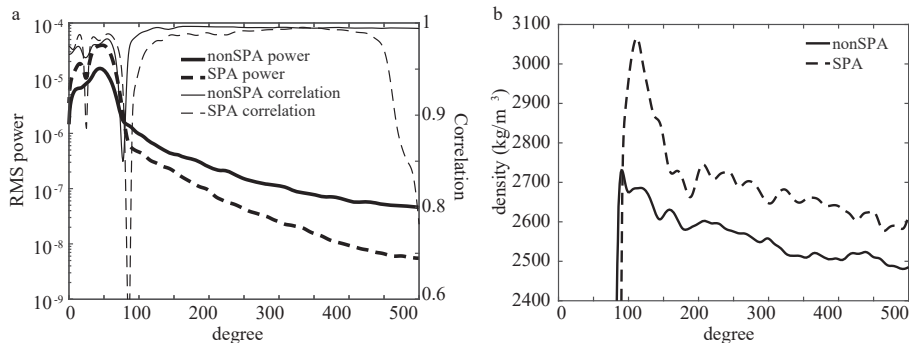 a
10-4
10-5
10-6
10-7
10-8
10-9
RMS power
nonSPA power
SPA power
nonSPA correlation
SPA correlation
1
0.9
0.8
0.6
Correlation
0 100 200 300 400 500
degree
b
3100
3000
2900
2800
2700
2600
2500
2400
density (kg/m 3)
nonSPA
SPA
0 100 200 300 400 500
degree